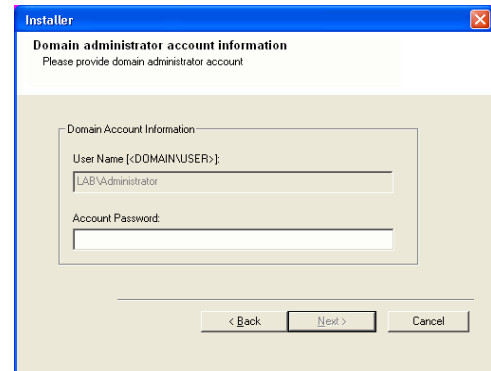 Installer
Domain administrator account information
Please provide domain administrator account
Domain Account Information
User Name [<DOMAIN\USER>]:
LAB\Administrator
Account Password:
< Back
Next >
Cancel